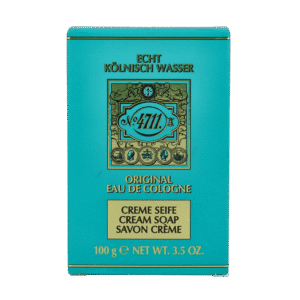 ECHT
KÖLNISCH WASSER
Nº 4711.
ORIGINAL
EAU DE COLOGNE
CREME SEIFE
CREAM SOAP
SAVON CRÈME
100 g ℮ NET WT. 3.5 OZ.